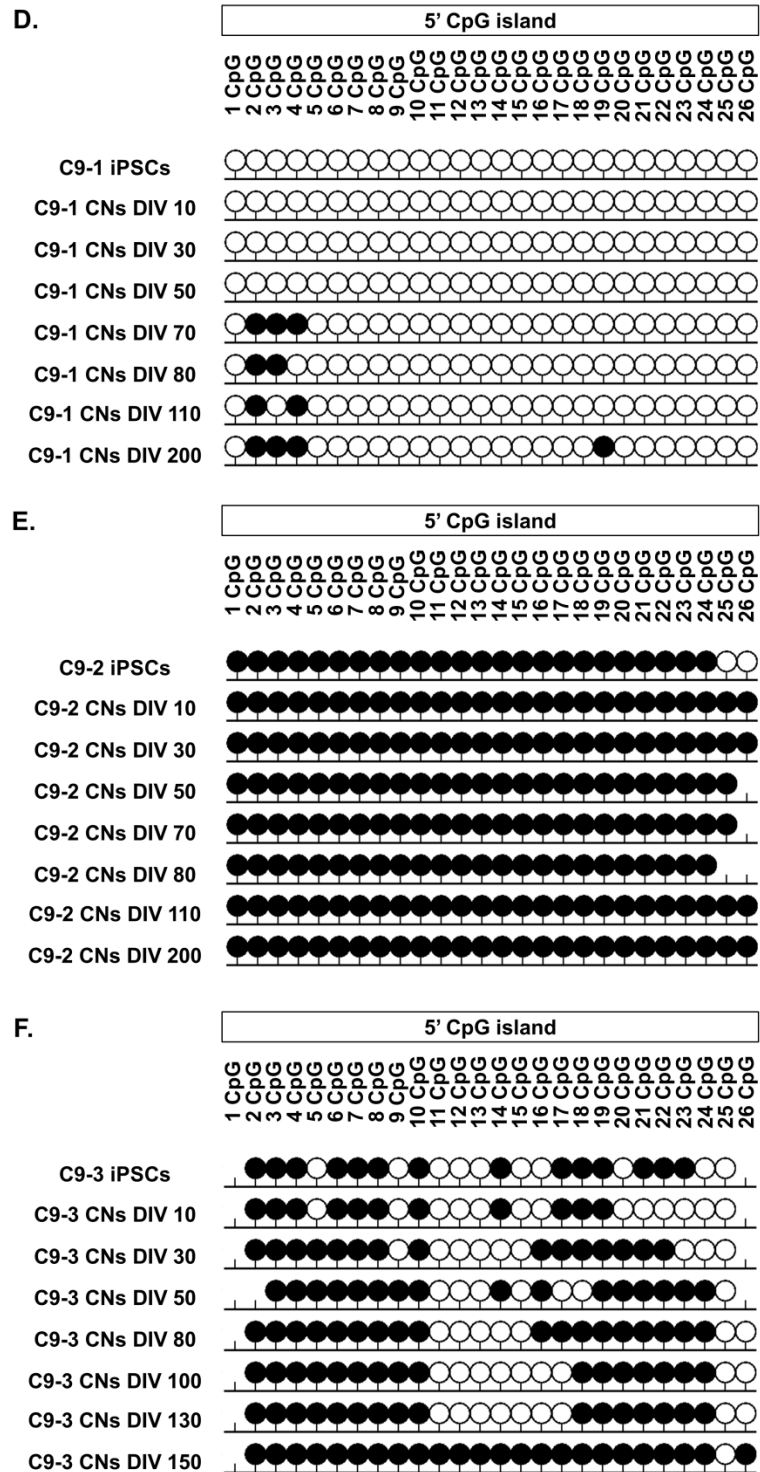 D.
5’ CpG island
1 CpG
2 CpG
3 CpG
4 CpG
5 CpG
6 CpG
7 CpG
8 CpG
9 CpG
10 CpG
11 CpG
12 CpG
13 CpG
14 CpG
15 CpG
16 CpG
17 CpG
18 CpG
19 CpG
20 CpG
21 CpG
22 CpG
23 CpG
24 CpG
25 CpG
26 CpG
C9-1 iPSCs
C9-1 CNs DIV 10
C9-1 CNs DIV 30
C9-1 CNs DIV 50
C9-1 CNs DIV 70
C9-1 CNs DIV 80
C9-1 CNs DIV 110
C9-1 CNs DIV 200
E.
5’ CpG island
1 CpG
2 CpG
3 CpG
4 CpG
5 CpG
6 CpG
7 CpG
8 CpG
9 CpG
10 CpG
11 CpG
12 CpG
13 CpG
14 CpG
15 CpG
16 CpG
17 CpG
18 CpG
19 CpG
20 CpG
21 CpG
22 CpG
23 CpG
24 CpG
25 CpG
26 CpG
C9-2 iPSCs
C9-2 CNs DIV 10
C9-2 CNs DIV 30
C9-2 CNs DIV 50
C9-2 CNs DIV 70
C9-2 CNs DIV 80
C9-2 CNs DIV 110
C9-2 CNs DIV 200
F.
5’ CpG island
1 CpG
2 CpG
3 CpG
4 CpG
5 CpG
6 CpG
7 CpG
8 CpG
9 CpG
10 CpG
11 CpG
12 CpG
13 CpG
14 CpG
15 CpG
16 CpG
17 CpG
18 CpG
19 CpG
20 CpG
21 CpG
22 CpG
23 CpG
24 CpG
25 CpG
26 CpG
C9-3 iPSCs
C9-3 CNs DIV 10
C9-3 CNs DIV 30
C9-3 CNs DIV 50
C9-3 CNs DIV 80
C9-3 CNs DIV 100
C9-3 CNs DIV 130
C9-3 CNs DIV 150